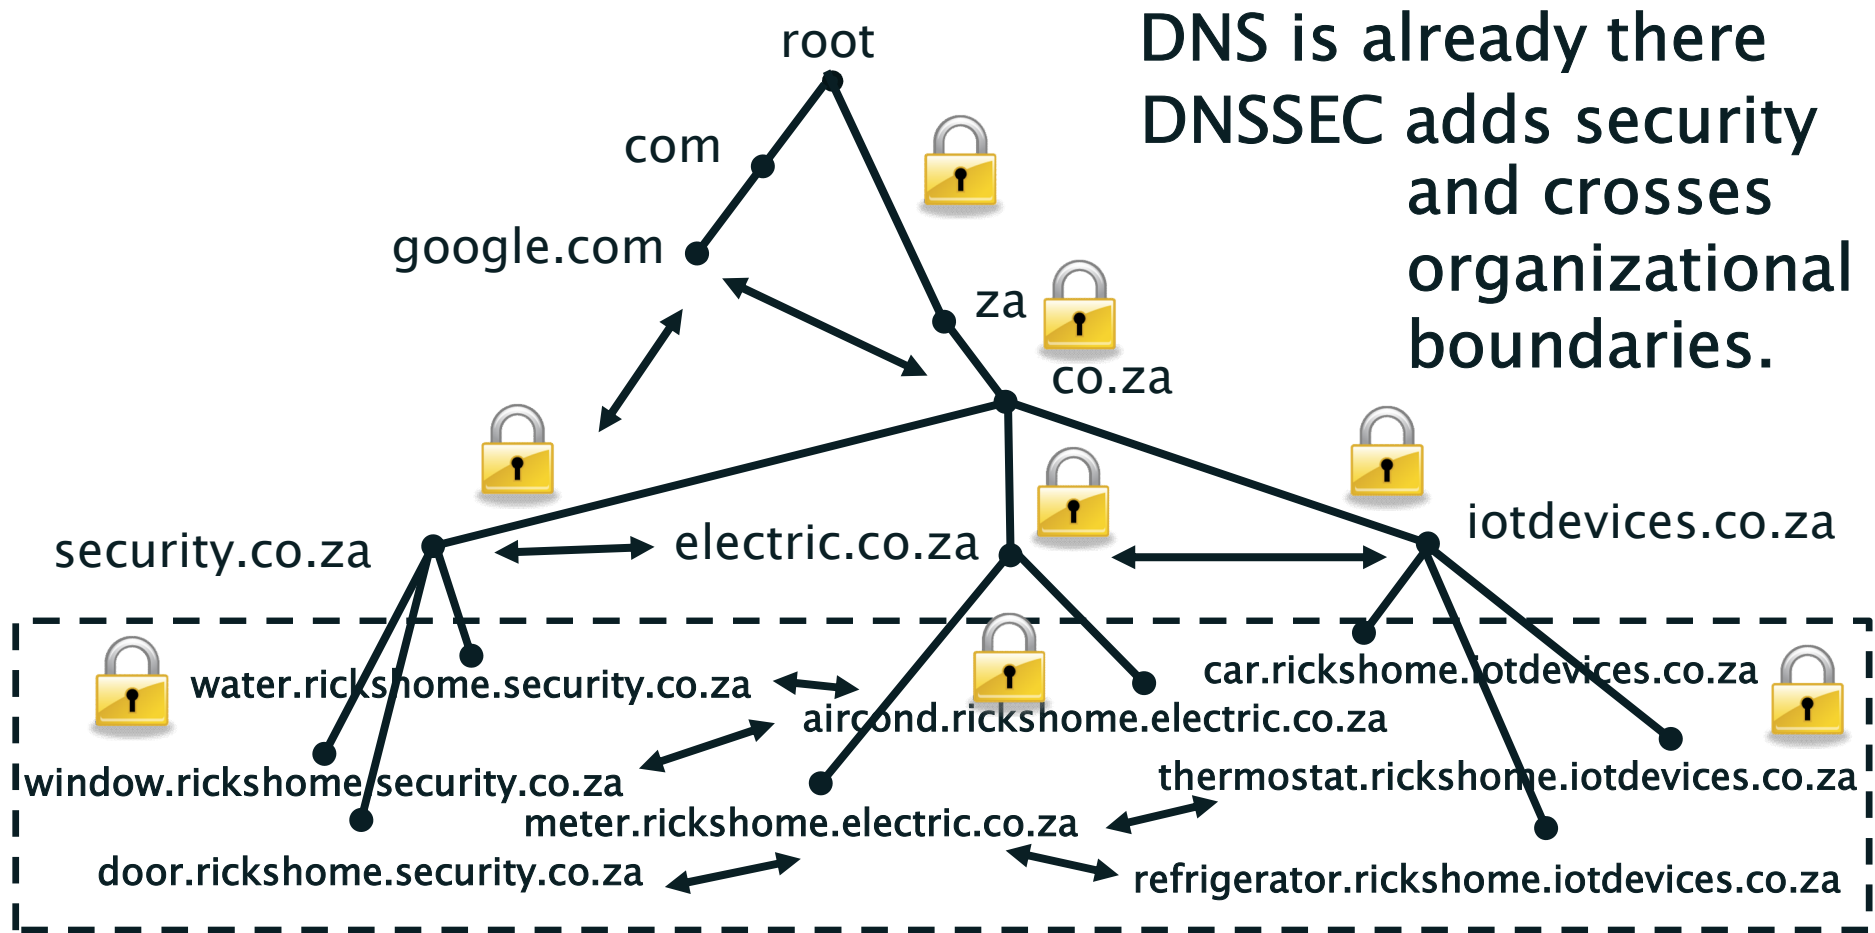 root
DNS is already there
com
DNSSEC adds security
and crosses
google.com
organizational
za
boundaries.
co.za
security.co.za
electric.co.za
iotdevices.co.za
water.rickshome.security.co.za
car.rickshome.iotdevices.co.za
aircond.rickshome.electric.co.za
window.rickshome.security.co.za
thermostat.rickshome.iotdevices.co.za
meter.rickshome.electric.co.za
door.rickshome.security.co.za
refrigerator.rickshome.iotdevices.co.za